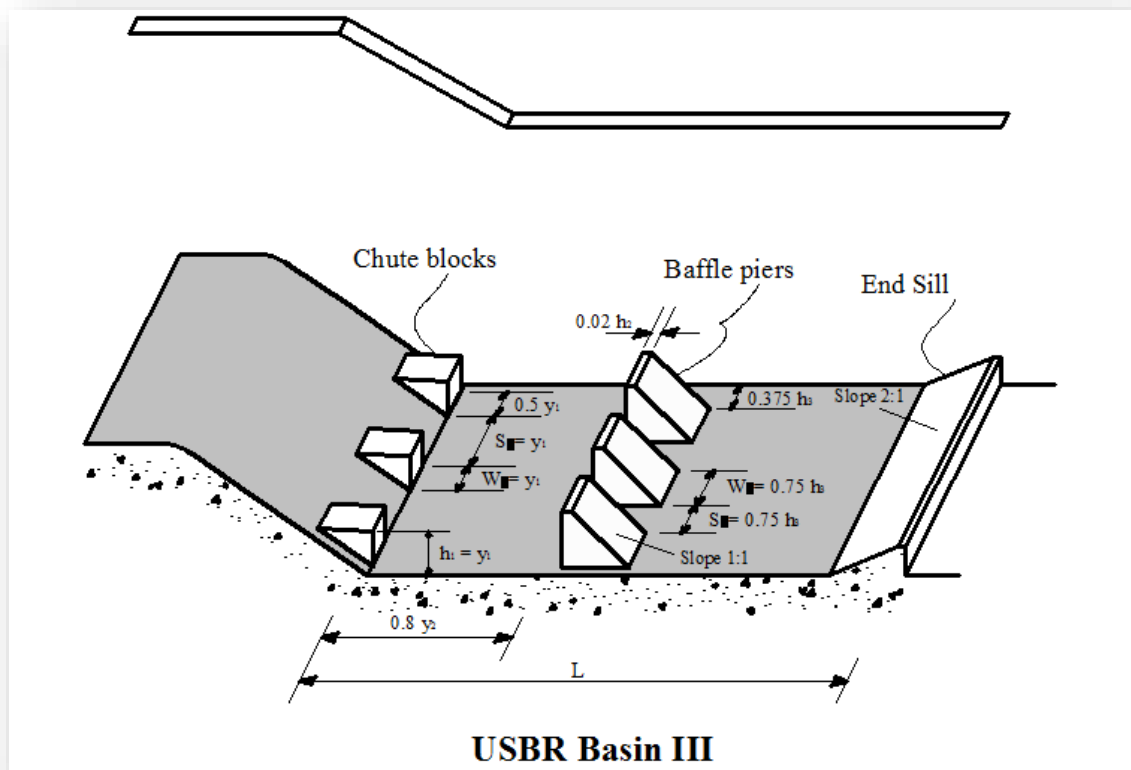 Chute blocks
Baffle piers
End Sill
0.02 h₂
0.5 y₁
0.375 h₃
Slope 2:1
S■= y₁
W■= y₁
W■= 0.75 h₃
S■= 0.75 h₃
h₁ = y₁
Slope 1:1
0.8 y₂
L
USBR Basin III